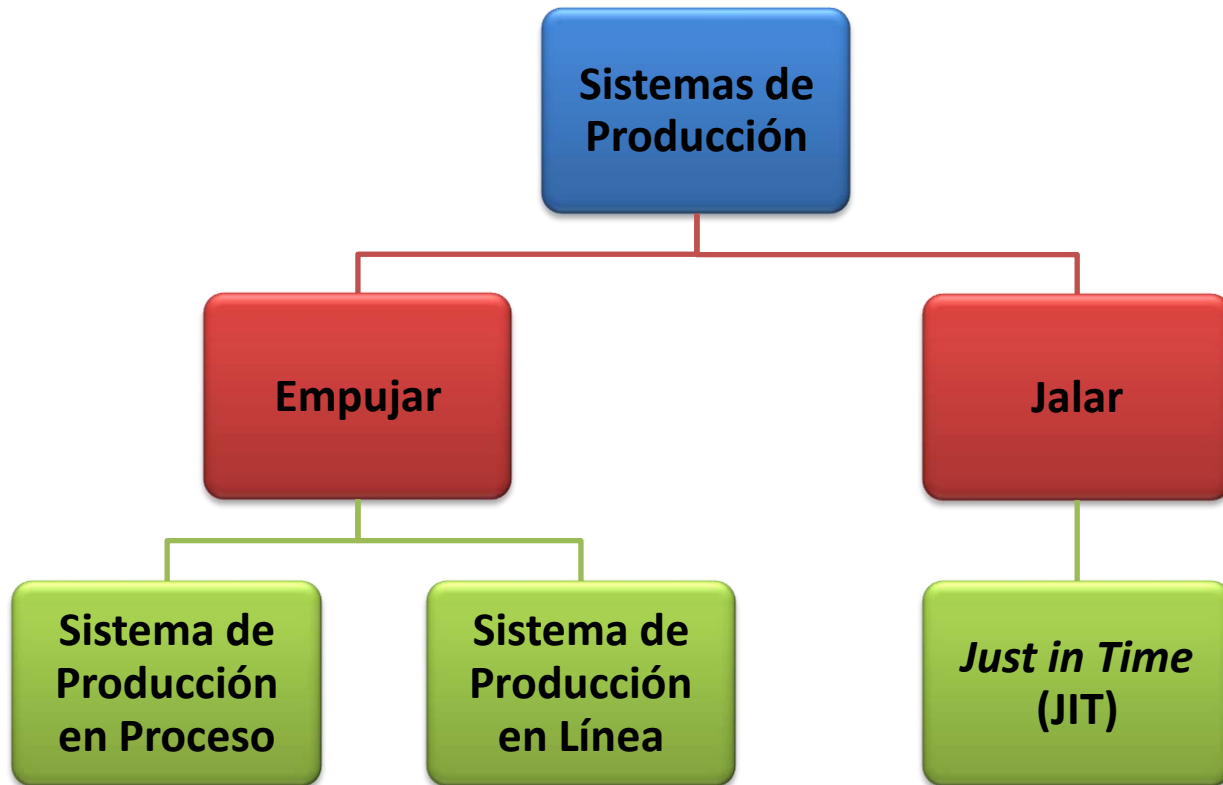 Sistemas de
Producción
Empujar
Jalar
Sistema de
Producción
en Proceso
Sistema de
Producción
en Línea
Just in Time
(JIT)